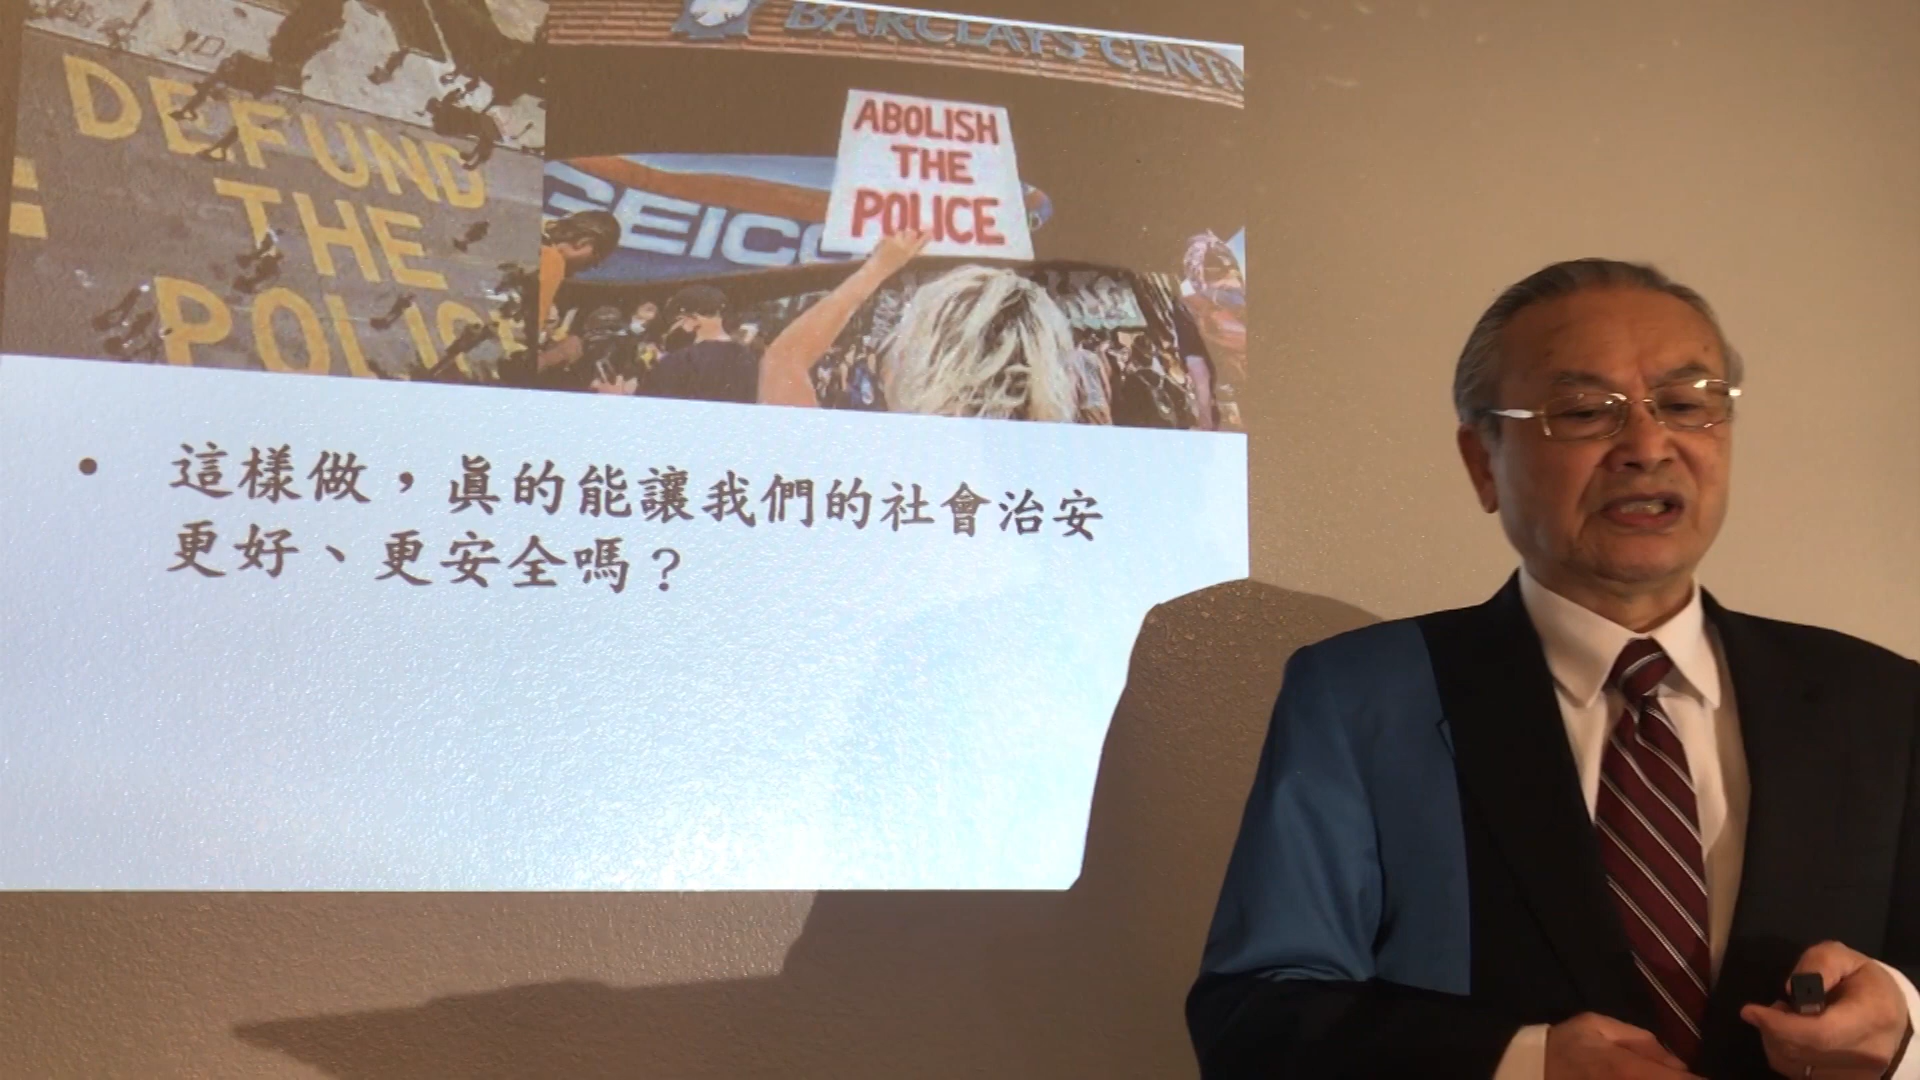 BARCLAYS CENT
DEFUND
THE
POLICE
ABOLISH
THE
POLICE
GEICO
• 這樣做，真的能讓我們的社會治安
更好、更安全嗎？